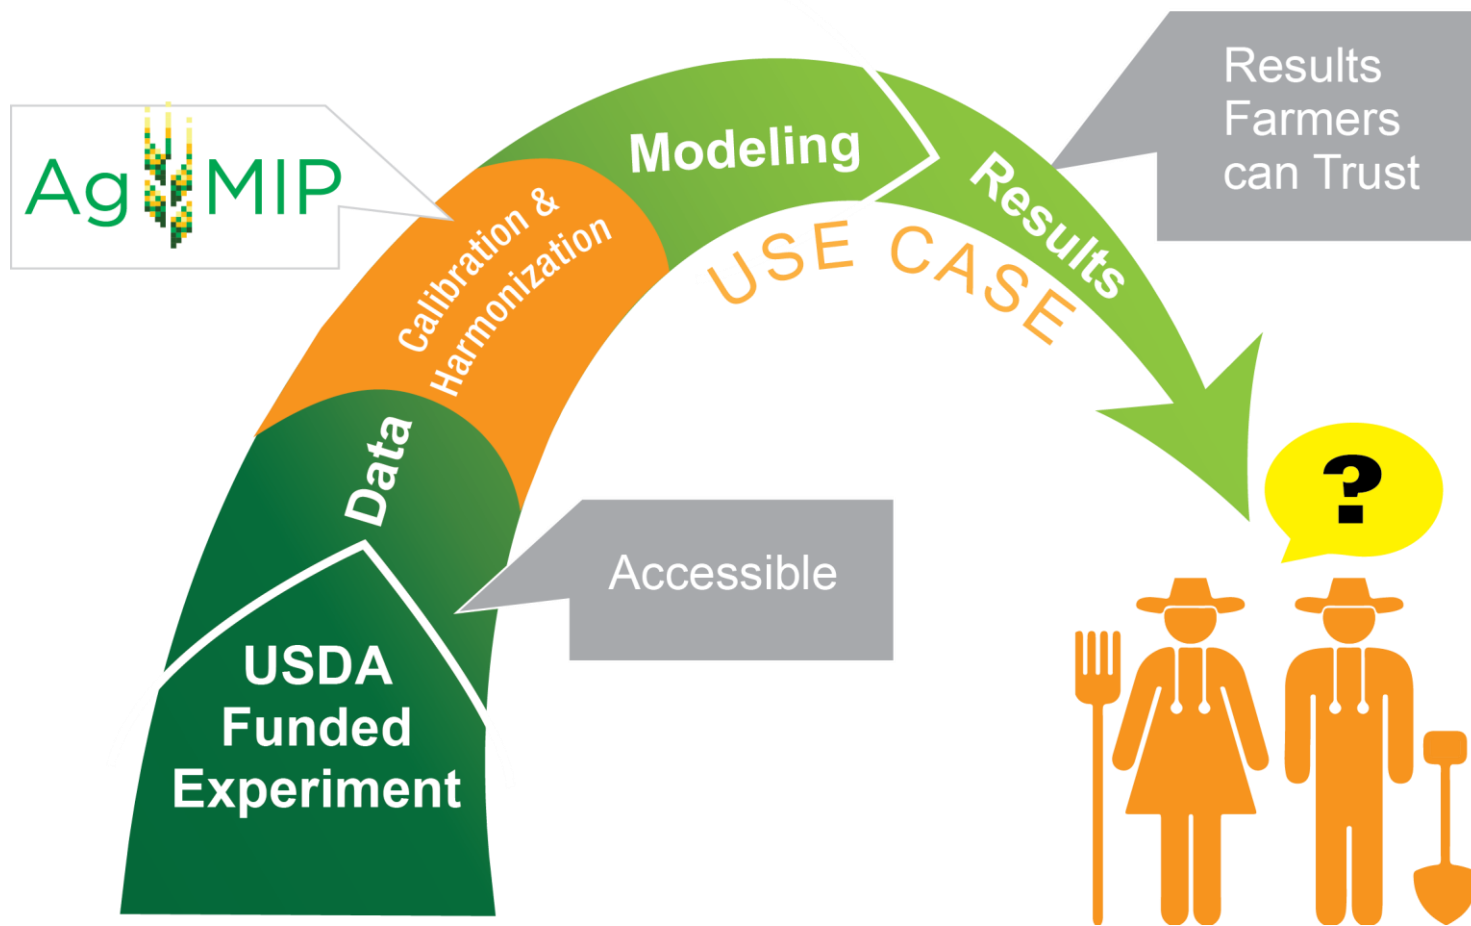 AgMIP
Calibration &
Harmonization
Modeling
Results
Results
Farmers
can Trust
USE CASE
Data
Accessible
USDA
Funded
Experiment
?